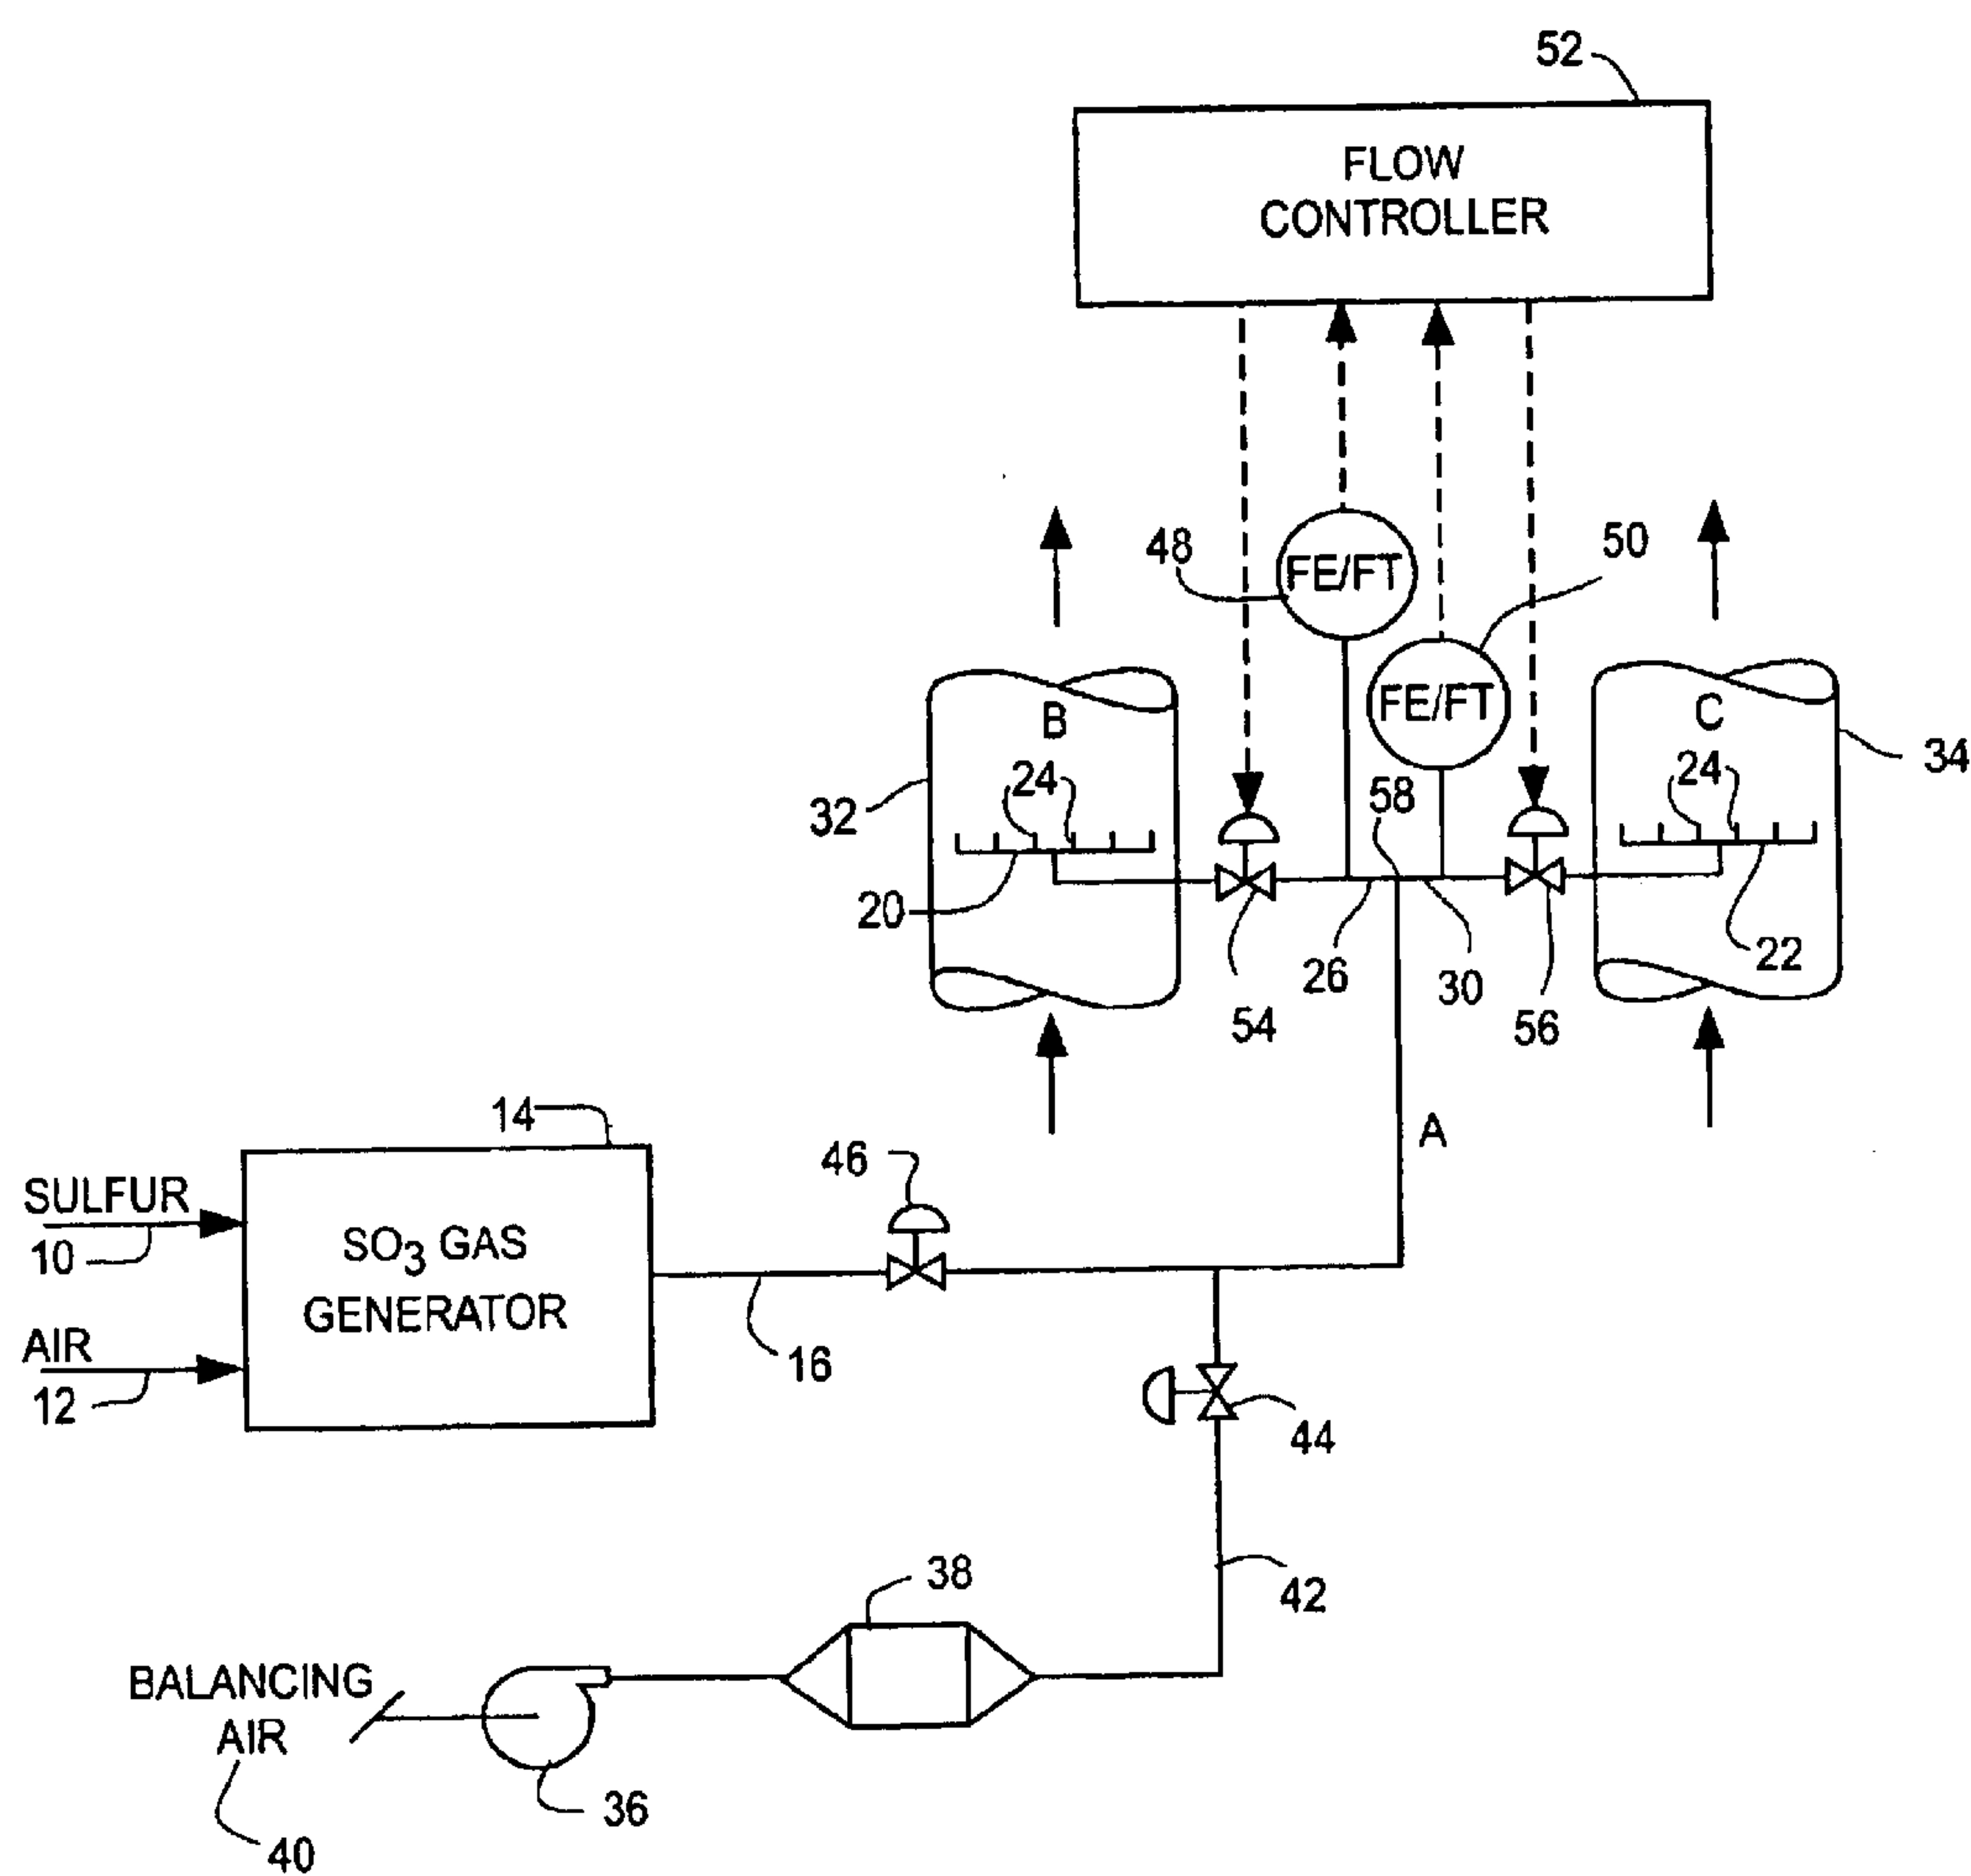 52
FLOW
CONTROLLER
48
FE/FT
50
FE/FT
B
C
24
58
24
34
32
20
26
30
22
54
56
A
14
46
SULFUR
10
SO3 GAS
GENERATOR
AIR
12
16
44
38
42
BALANCING
AIR
36
40